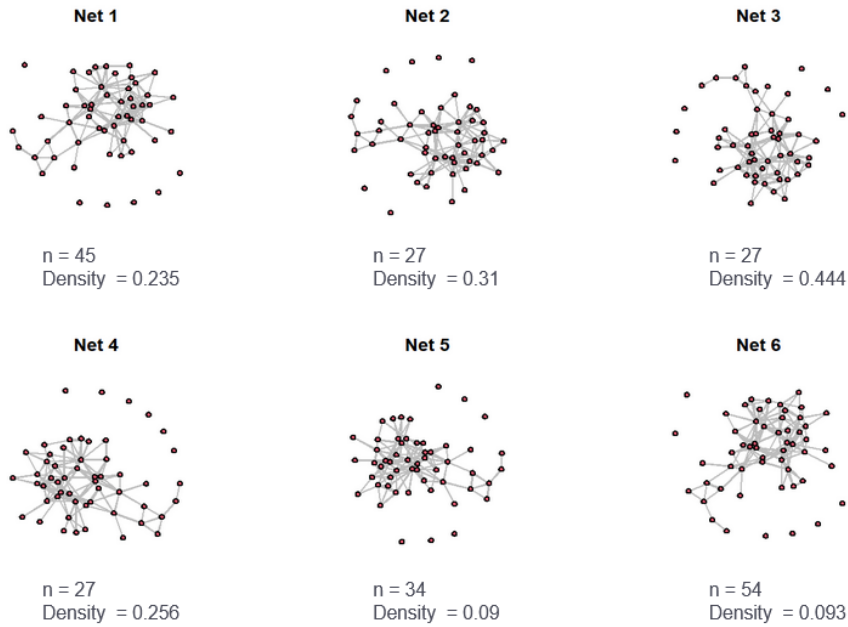 Net 1
Net 2
Net 3
n = 45
Density = 0.235
n = 27
Density = 0.31
n = 27
Density = 0.444
Net 4
Net 5
Net 6
n = 27
Density = 0.256
n = 34
Density = 0.09
n = 54
Density = 0.093